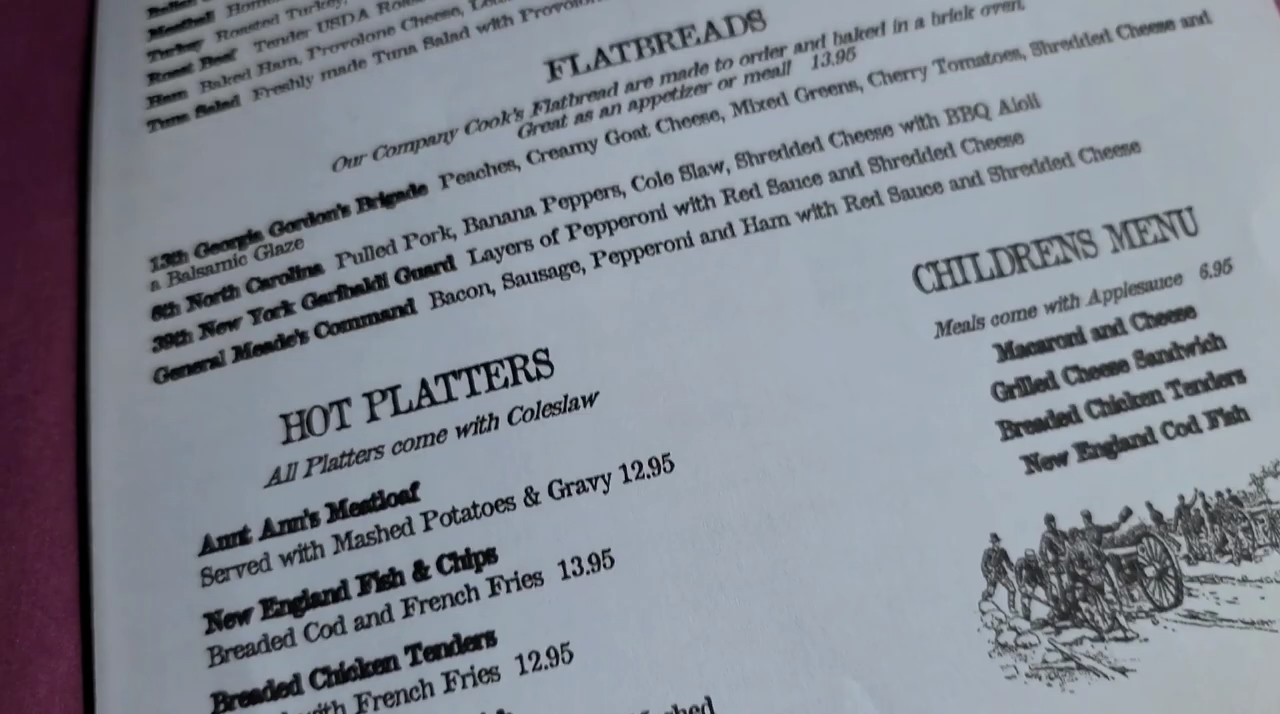 Meatball Home
Turkey Roasted Turkey,
Roast Beef Tender USDA
Ham Baked Ham, Provolone Cheese,
Tuna Salad Freshly made Tuna Salad with
FLATBREADS
Our Company Cook's Flatbread are made to order and baked in a brick oven.
Great as an appetizer or meal! 13.95
13th Georgia Gordon's Brigade Peaches, Creamy Goat Cheese, Mixed Greens, Cherry Tomatoes, Shredded Cheese and
a Balsamic Glaze
6th North Carolina Pulled Pork, Banana Peppers, Cole Slaw, Shredded Cheese with BBQ Aioli
39th New York Garibaldi Guard Layers of Pepperoni with Red Sauce and Shredded Cheese
General Meade's Command Bacon, Sausage, Pepperoni and Ham with Red Sauce and Shredded Cheese
HOT PLATTERS
All Platters come with Coleslaw
Aunt Ann's Meatloaf
Served with Mashed Potatoes & Gravy 12.95
New England Fish & Chips
Breaded Cod and French Fries 13.95
Breaded Chicken Tenders
with French Fries 12.95
CHILDRENS MENU
Meals come with Applesauce 6.95
Macaroni and Cheese
Grilled Cheese Sandwich
Breaded Chicken Tenders
New England Cod Fish